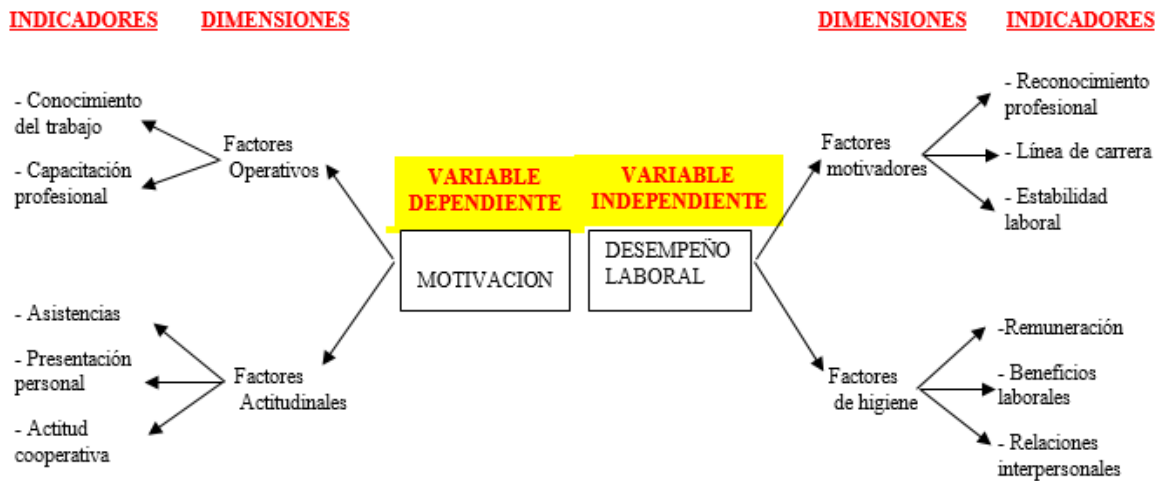 INDICADORES
DIMENSIONES
- Conocimiento
del trabajo
- Capacitación
profesional
Factores
Operativos
- Asistencias
- Presentación
personal
- Actitud
cooperativa
Factores
Actitudinales
VARIABLE
DEPENDIENTE
MOTIVACION
VARIABLE
INDEPENDIENTE
DESEMPEÑO
LABORAL
DIMENSIONES
INDICADORES
Factores
motivadores
- Reconocimiento
profesional
- Línea de carrera
- Estabilidad
laboral
Factores
de higiene
-Remuneración
- Beneficios
laborales
- Relaciones
interpersonales